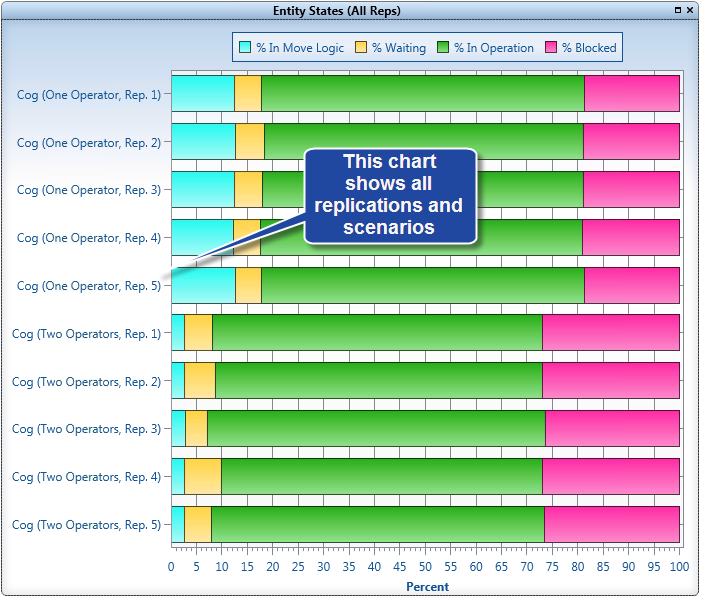 Entity States (All Reps)
% In Move Logic % Waiting % In Operation % Blocked
Cog (One Operator, Rep. 1)
Cog (One Operator, Rep. 2)
Cog (One Operator, Rep. 3)
Cog (One Operator, Rep. 4)
Cog (One Operator, Rep. 5)
Cog (Two Operators, Rep. 1)
Cog (Two Operators, Rep. 2)
Cog (Two Operators, Rep. 3)
Cog (Two Operators, Rep. 4)
Cog (Two Operators, Rep. 5)
This chart
shows all
replications and
scenarios
0 5 10 15 20 25 30 35 40 45 50 55 60 65 70 75 80 85 90 95 100
Percent